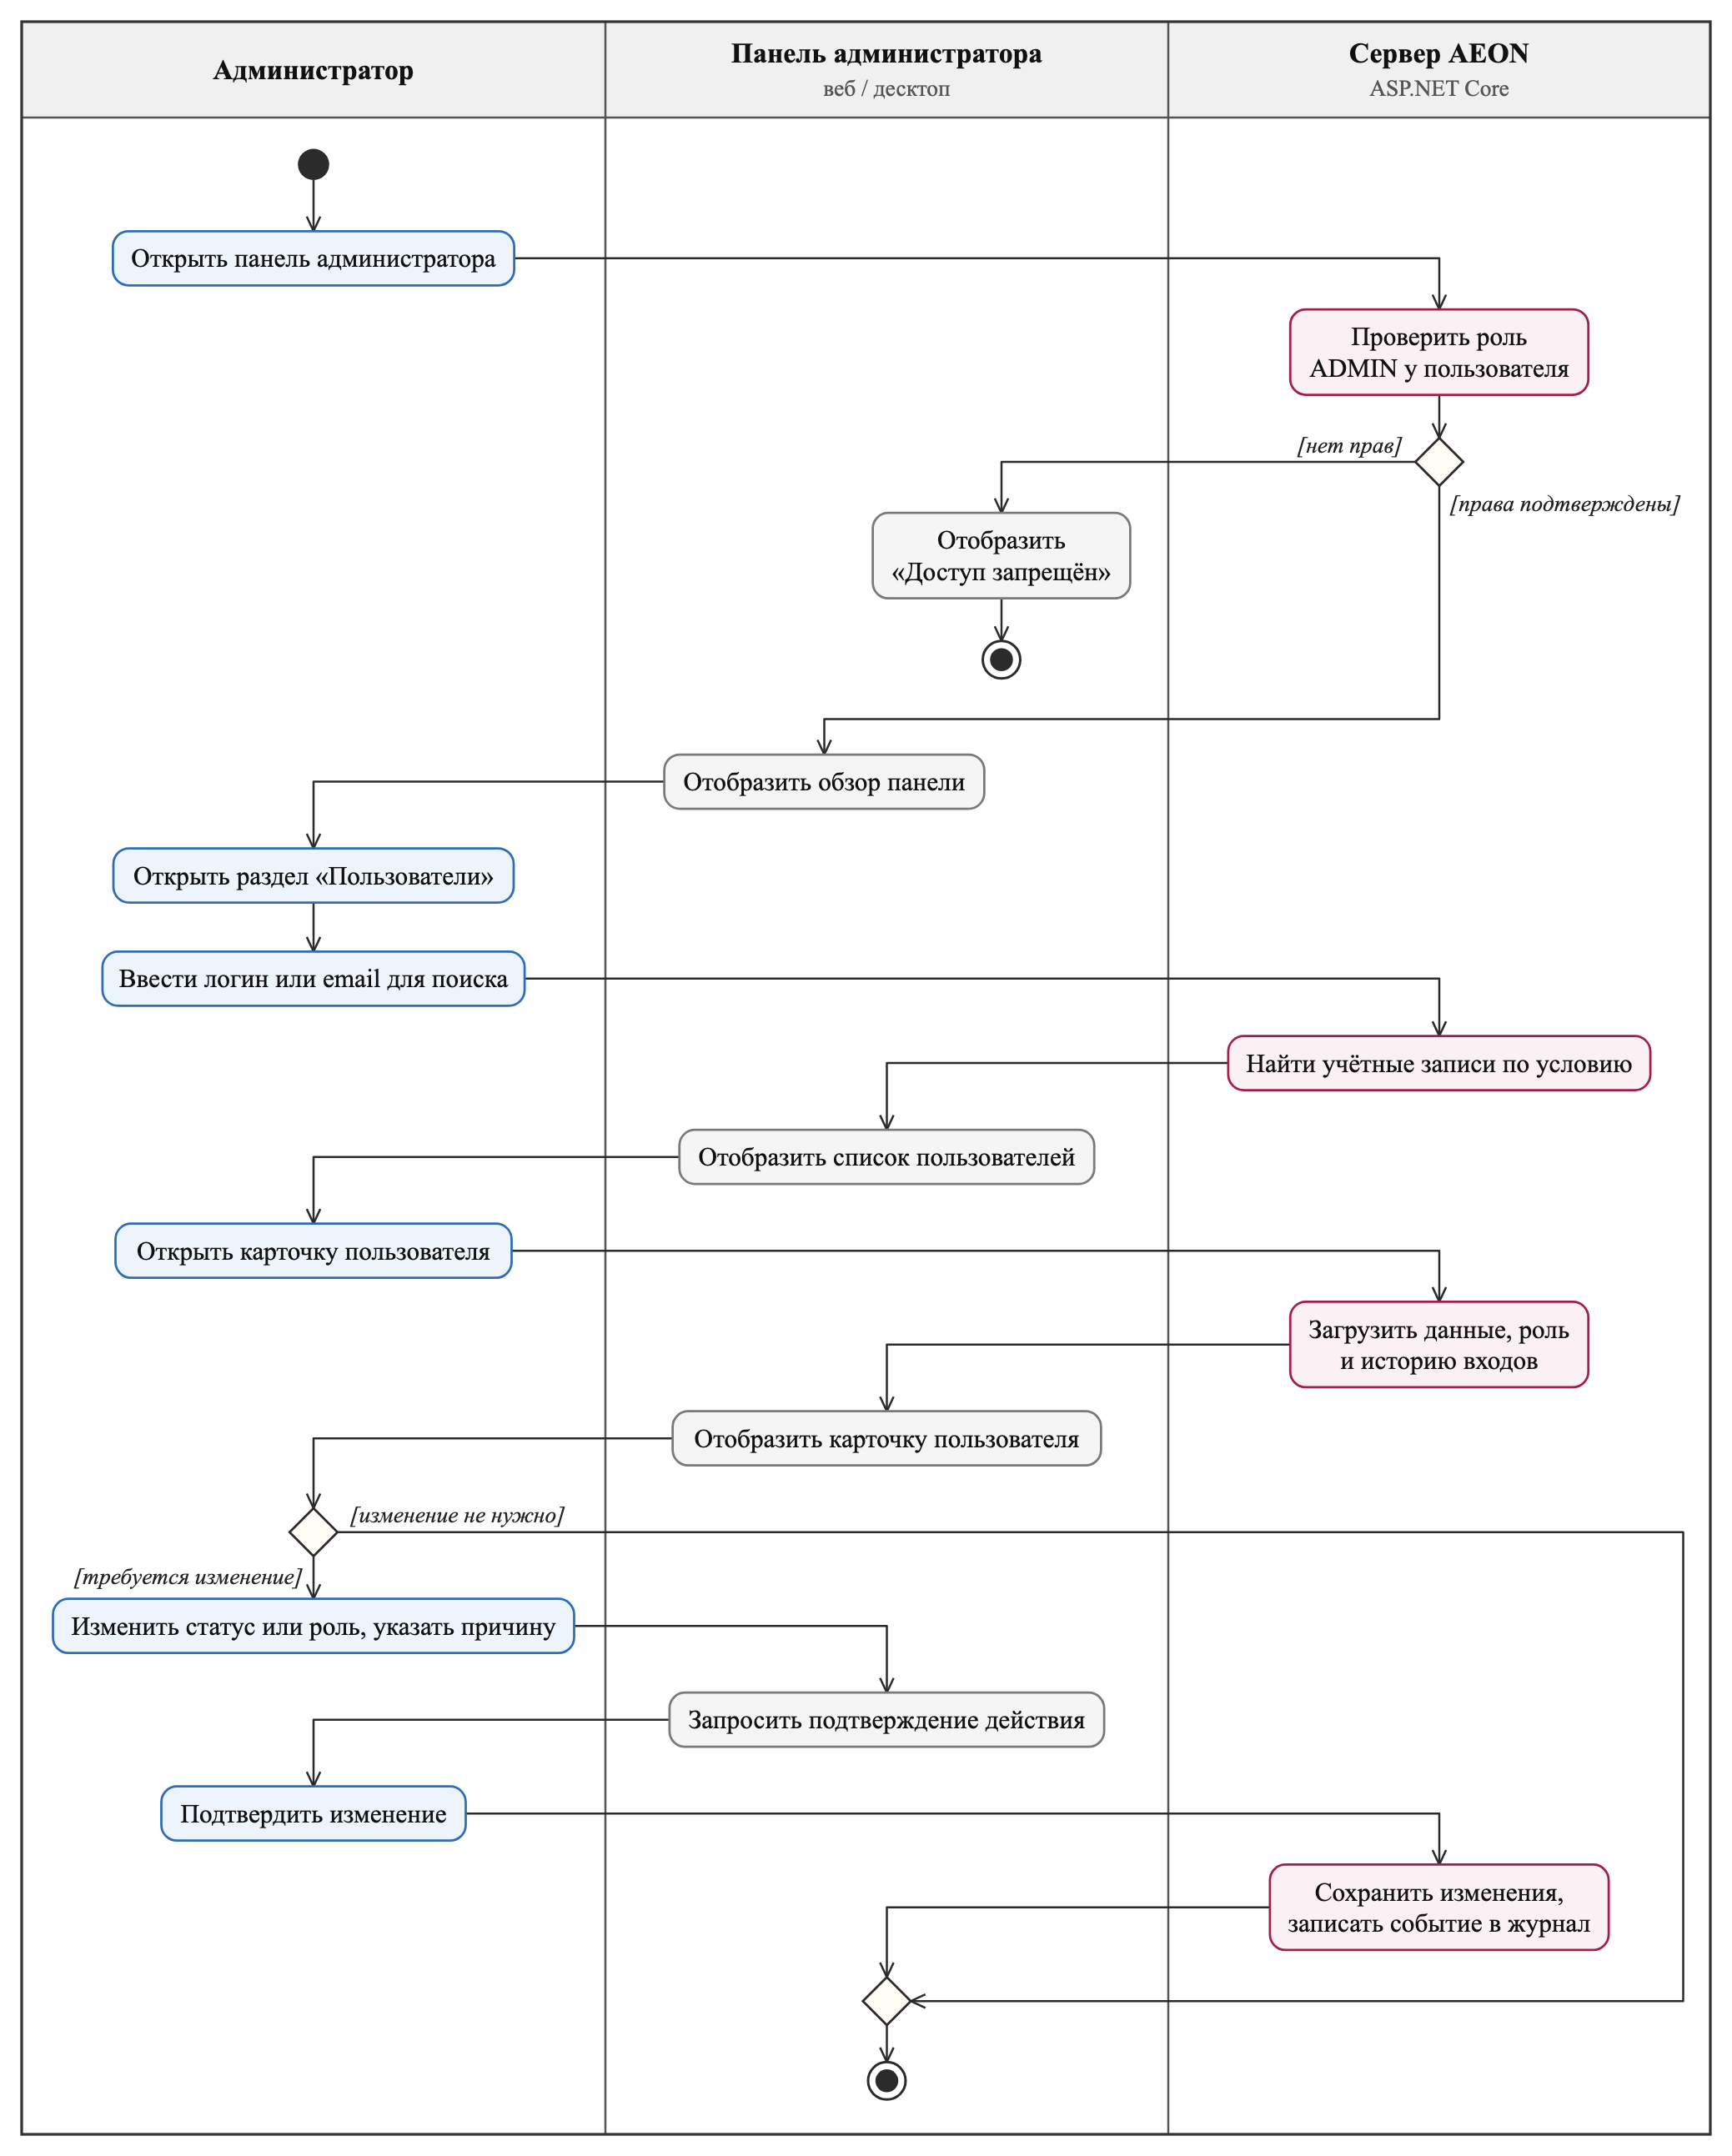 Администратор
Панель администратора
веб / десктоп
Сервер AEON
ASP.NET Core
Открыть панель администратора
Проверить роль
ADMIN у пользователя
[нет прав]
[права подтверждены]
Отобразить
«Доступ запрещён»
Отобразить обзор панели
Открыть раздел «Пользователи»
Ввести логин или email для поиска
Найти учётные записи по условию
Отобразить список пользователей
Открыть карточку пользователя
Загрузить данные, роль
и историю входов
Отобразить карточку пользователя
[изменение не нужно]
[требуется изменение]
Изменить статус или роль, указать причину
Запросить подтверждение действия
Подтвердить изменение
Сохранить изменения,
записать событие в журнал